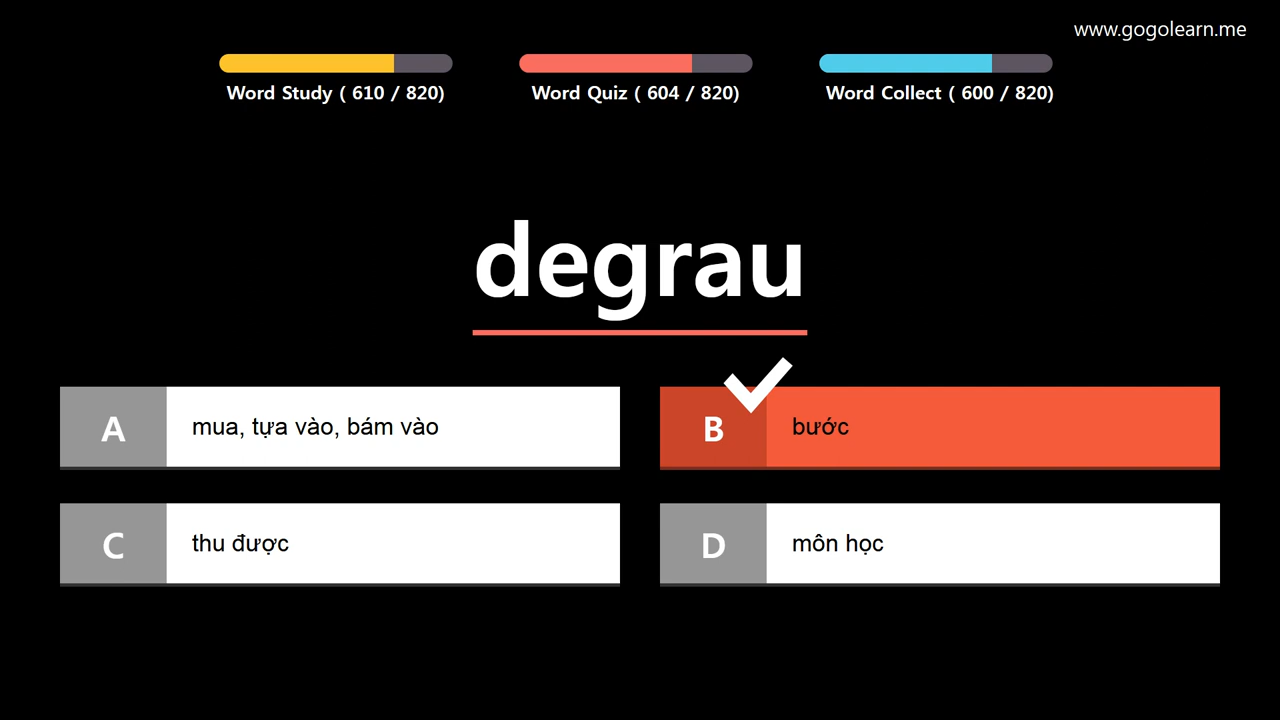 www.gogolearn.me
Word Study ( 610 / 820)
Word Quiz ( 604 / 820)
Word Collect ( 600 / 820)
degrau
A
mua, tựa vào, bám vào
B
bước
C
thu được
D
môn học